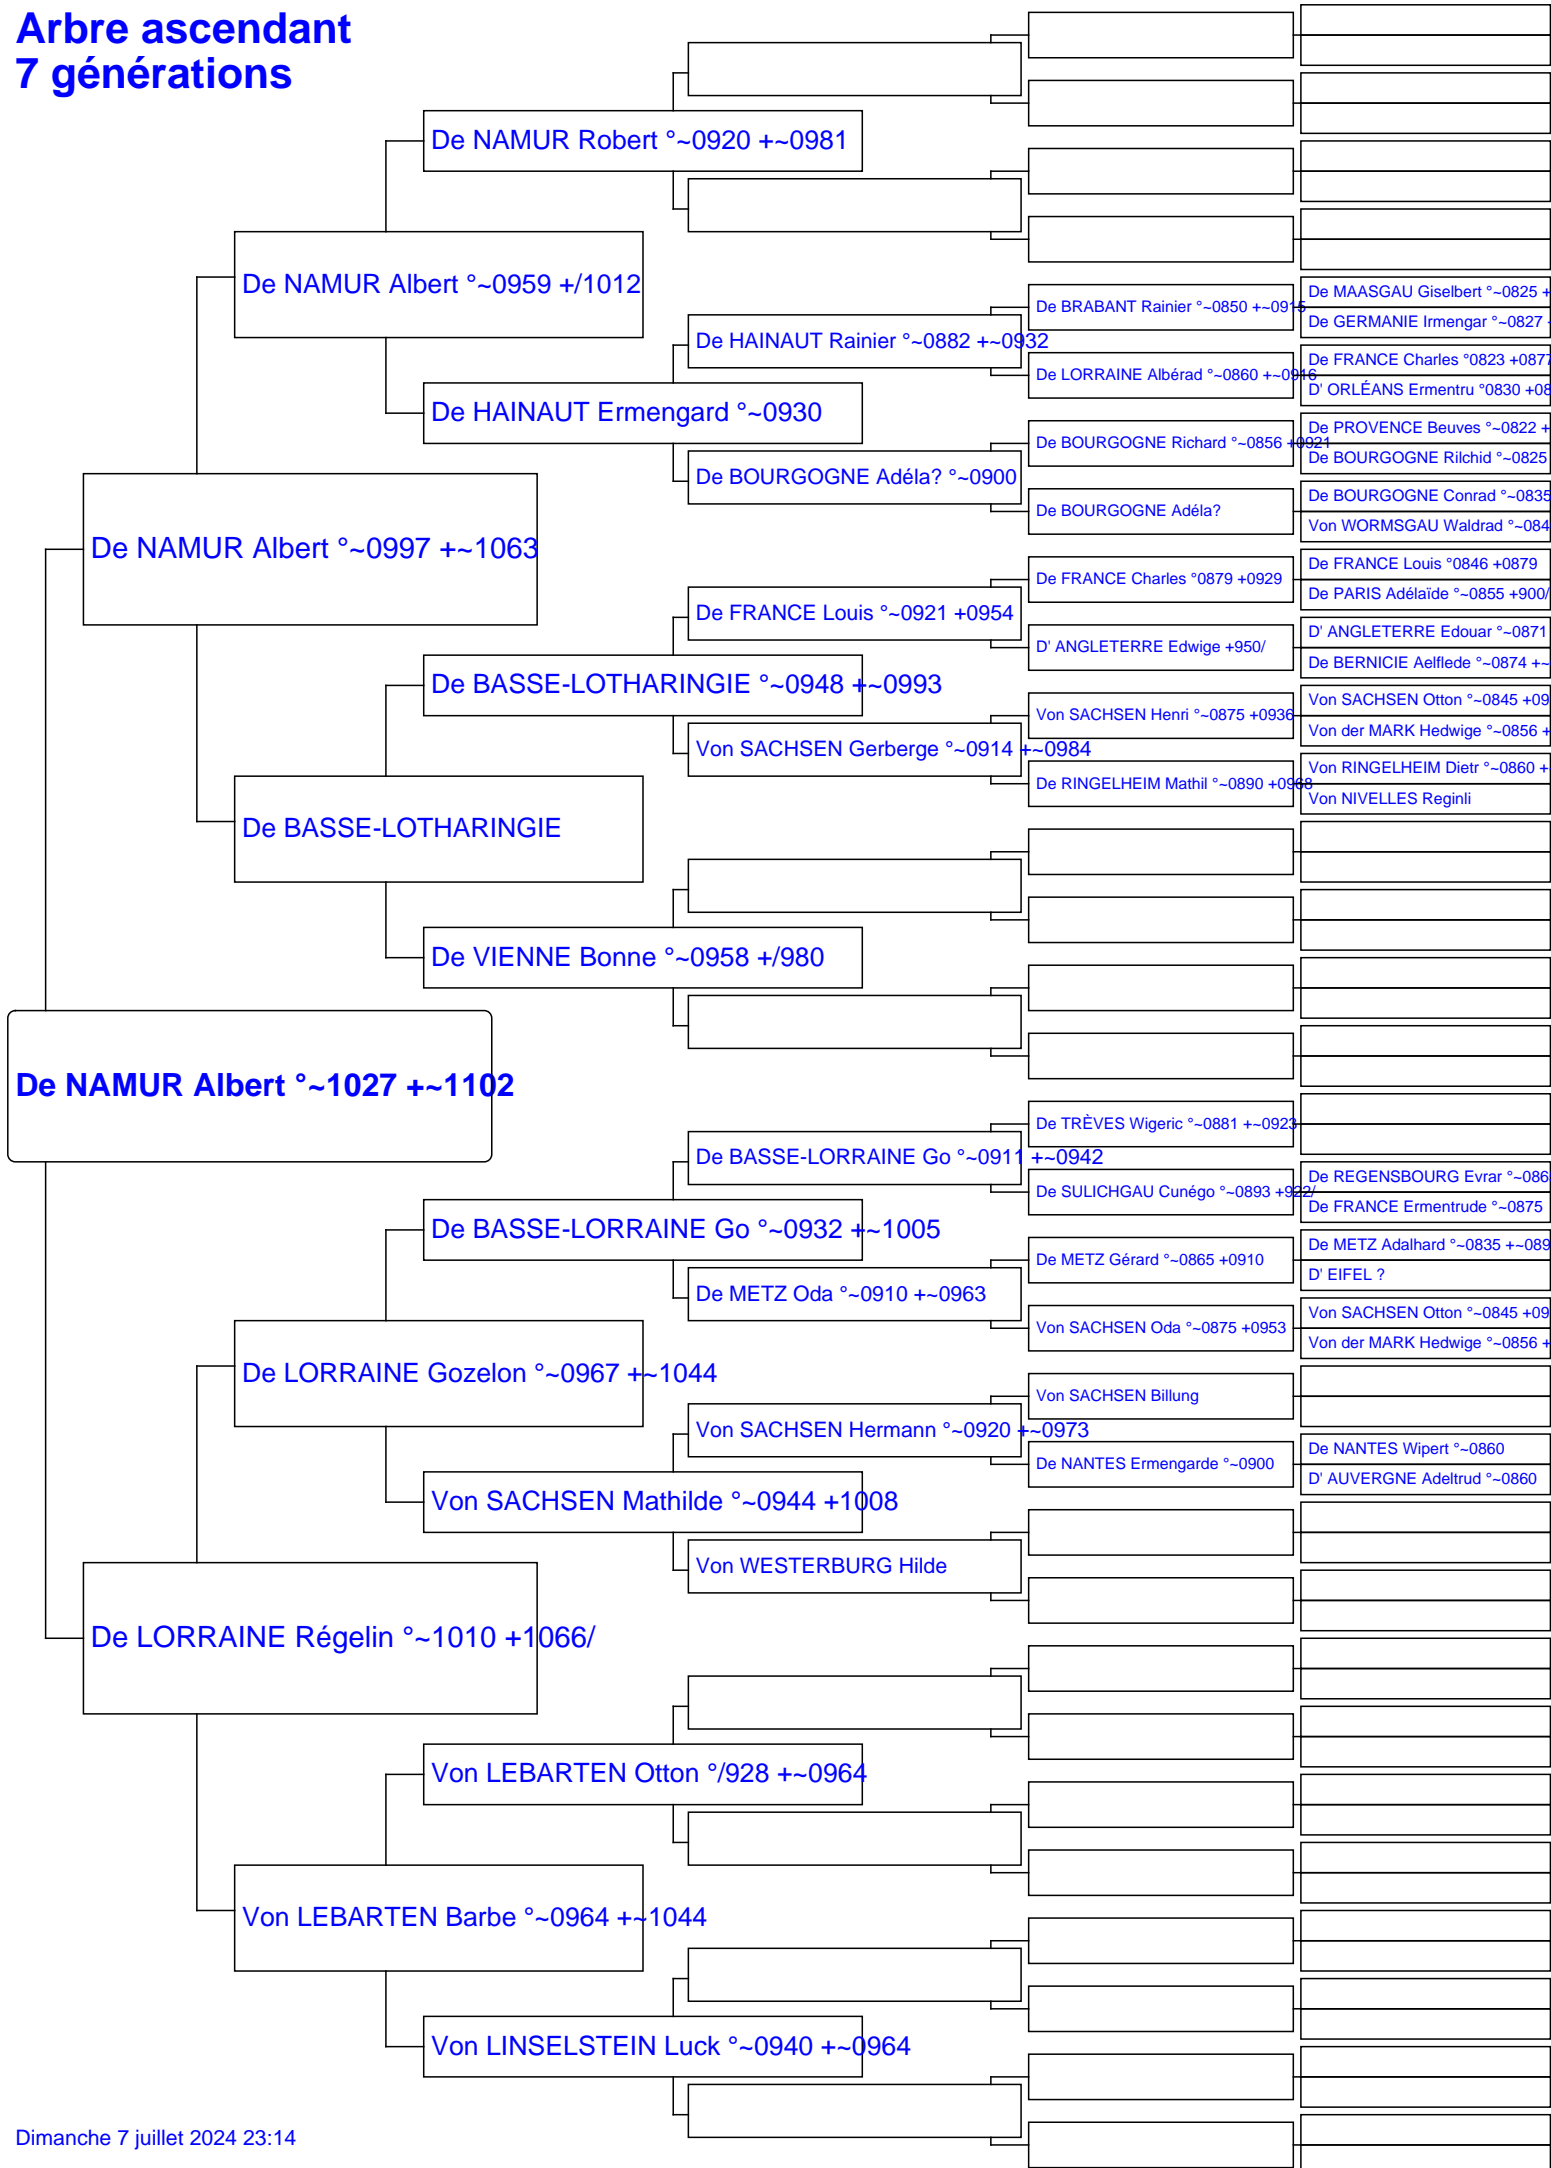 Arbre ascendant
7 générations
De NAMUR Robert °~0920 +~0981
De NAMUR Albert °~0959 +/1012
De HAINAUT Ermengard °~0930
De NAMUR Albert °~0997 +~1063
De BASSE-LOTHARINGIE °~0948 +~0993
De BASSE-LOTHARINGIE
De VIENNE Bonne °~0958 +/980
De NAMUR Albert °~1027 +~1102
De BASSE-LORRAINE Go °~0932 +~1005
De LORRAINE Gozelon °~0967 +~1044
Von SACHSEN Mathilde °~0944 +1008
De LORRAINE Régelin °~1010 +1066/
Von LEBARTEN Otton °/928 +~0964
Von LEBARTEN Barbe °~0964 +~1044
Von LINSELSTEIN Luck °~0940 +~0964
De HAINAUT Rainier °~0882 +~0932
De BOURGOGNE Adéla? °~0900
De FRANCE Louis °~0921 +0954
Von SACHSEN Gerberge °~0914 +~0984
De BASSE-LORRAINE Go °~0911 +~0942
De METZ Oda °~0910 +~0963
Von SACHSEN Hermann °~0920 +~0973
Von WESTERBURG Hilde
De BRABANT Rainier °~0850 +~0915
De LORRAINE Albérad °~0860 +~0916
De BOURGOGNE Richard °~0856 +0921
De BOURGOGNE Adéla?
De FRANCE Charles °0879 +0929
D' ANGLETERRE Edwige +950/
Von SACHSEN Henri °~0875 +0936
De RINGELHEIM Mathil °~0890 +0968
De TRÈVES Wigeric °~0881 +~0923
De SULICHGAU Cunégo °~0893 +922/
De METZ Gérard °~0865 +0910
Von SACHSEN Oda °~0875 +0953
Von SACHSEN Billung
De NANTES Ermengarde °~0900
De MAASGAU Giselbert °~0825 +
De GERMANIE Irmengar °~0827
De FRANCE Charles °0823 +0877
D' ORLÉANS Ermentru °0830 +08
De PROVENCE Beuves °~0822 +
De BOURGOGNE Rilchid °~0825
De BOURGOGNE Conrad °~0835
Von WORMSGAU Waldrad °~084
De FRANCE Louis °0846 +0879
De PARIS Adélaïde °~0855 +900/
D' ANGLETERRE Edouar °~0871
De BERNICIE Aelflede °~0874 +~
Von SACHSEN Otton °~0845 +09
Von der MARK Hedwige °~0856 +
Von RINGELHEIM Dietr °~0860 +
Von NIVELLES Reginli
De REGENSBOURG Evrar °~086
De FRANCE Ermentrude °~0875
De METZ Adalhard °~0835 +~089
D' EIFEL ?
Von SACHSEN Otton °~0845 +09
Von der MARK Hedwige °~0856 +
De NANTES Wipert °~0860
D' AUVERGNE Adeltrud °~0860
Dimanche 7 juillet 2024 23:14